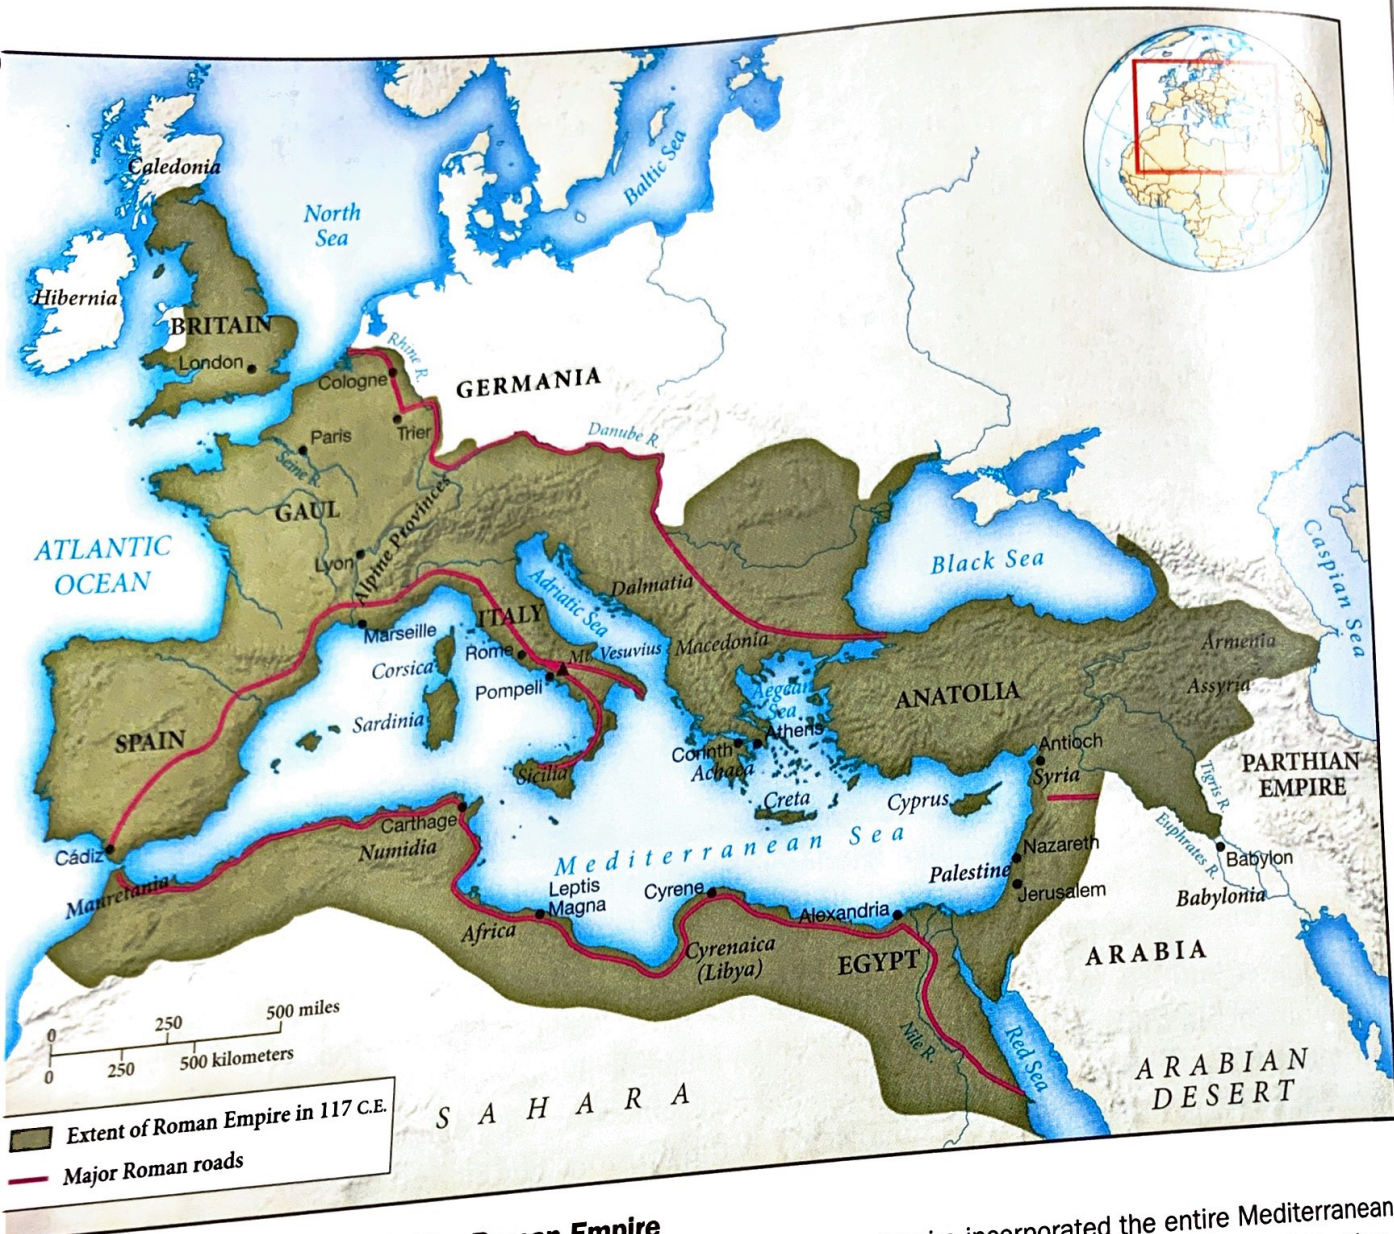 Caledonia
North
Sea
Baltic Sea
Hibernia
BRITAIN
London
Rhine R.
Cologne
GERMANIA
Trier
Paris
Seine R.
Danube R.
GAUL
Alpine Provinces
Lyon
ATLANTIC
OCEAN
Black Sea
Caspian Sea
Adriatic Sea
Dalmatia
ITALY
Marseille
Rome
Mt. Vesuvius
Macedonia
Armenia
Corsica
Pompeii
Aegean
Sea
ANATOLIA
Assyria
Sardinia
SPAIN
Athens
Corinth
Achaea
Antioch
Syria
PARTHIAN
EMPIRE
Sicilia
Creta
Cyprus
Tigris R.
Carthage
Numidia
Cádiz
Mediterranean Sea
Nazareth
Euphrates R.
Babylon
Palestine
Jerusalem
Babylonia
Mauretania
Leptis
Magna
Cyrene
Alexandria
Africa
Cyrenaica
(Libya)
EGYPT
ARABIA
Nile R.
Red Sea
ARABIAN
DESERT
SAHARA
0 250 500 miles
0 250 500 kilometers
Extent of Roman Empire in 117 C.E.
Major Roman roads
Roman Empire
incorporated the entire Mediterranean